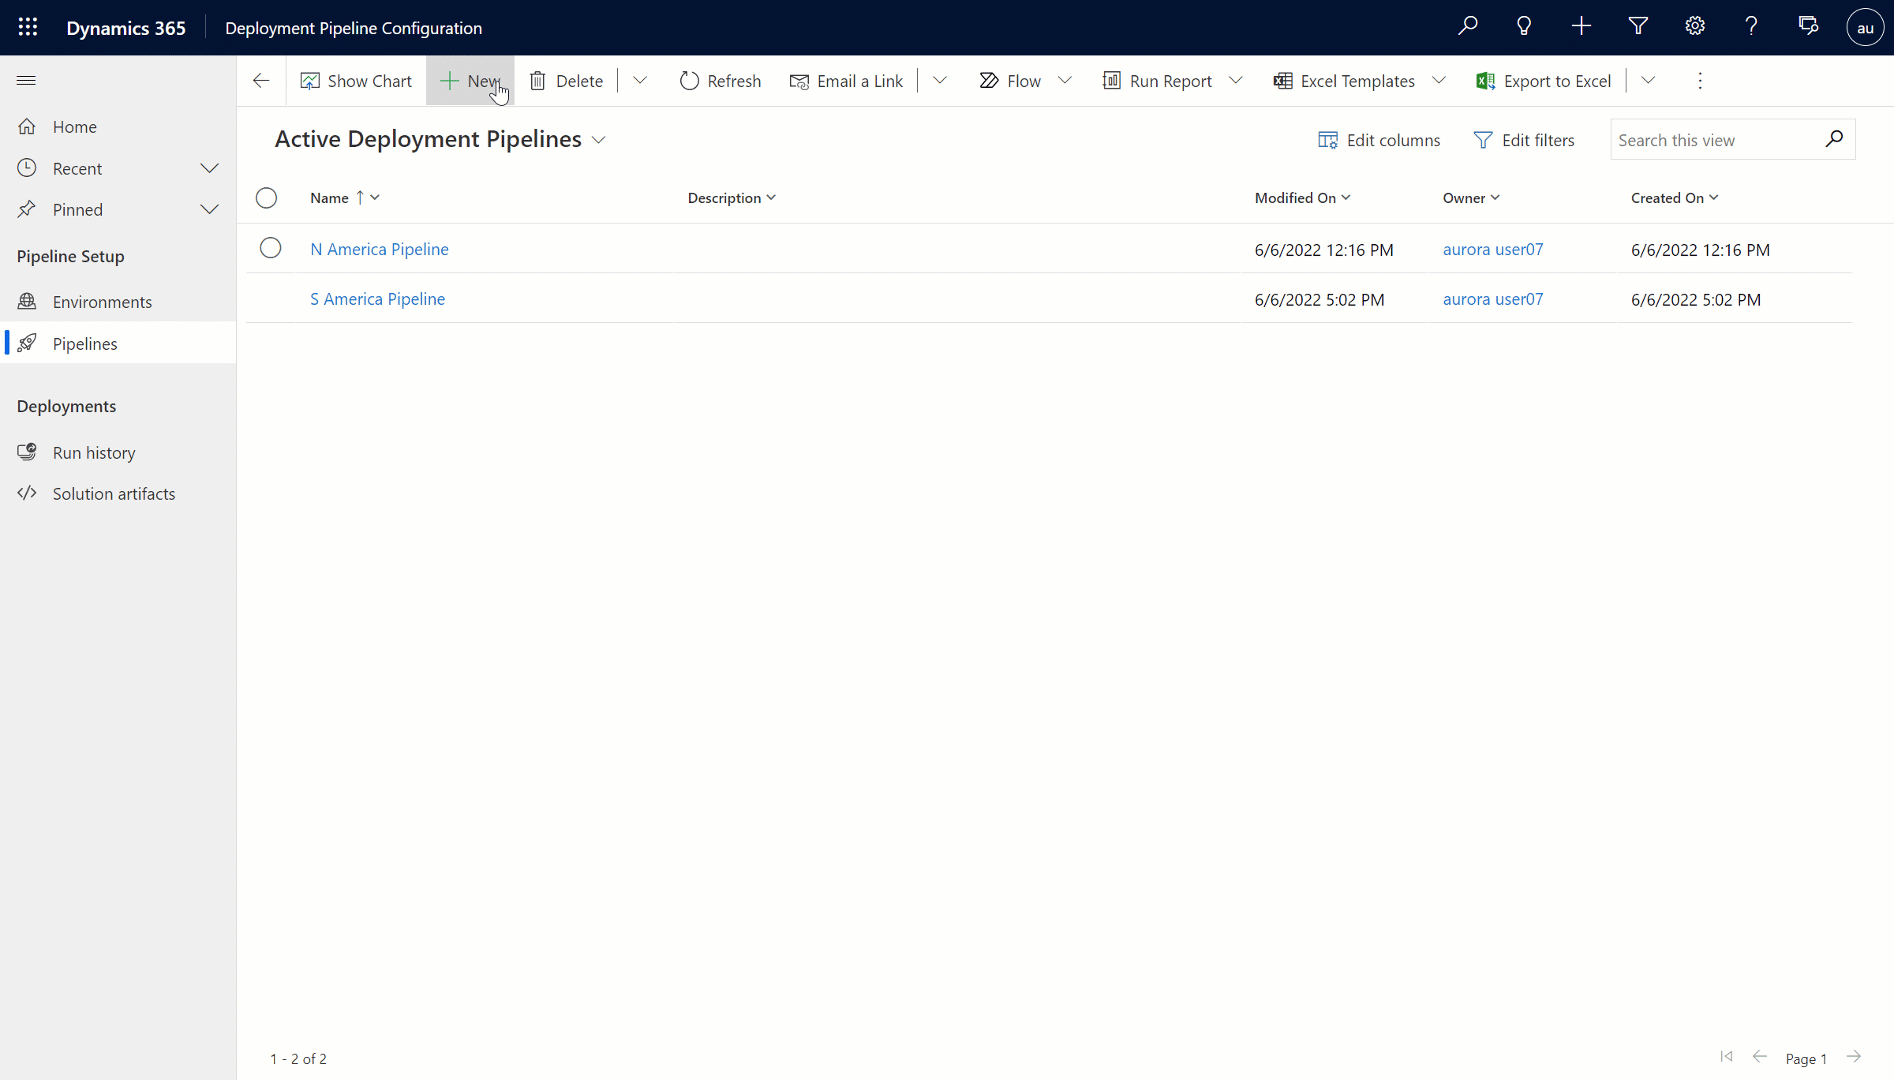 Dynamics 365 Deployment Pipeline Configuration au
Show Chart New Delete Refresh Email a Link Flow Run Report Excel Templates Export to Excel
Home
Recent
Pinned
Pipeline Setup
Environments
Pipelines
Deployments
Run history
Solution artifacts
Active Deployment Pipelines Edit columns Edit filters Search this view
Name Description Modified On Owner Created On
N America Pipeline 6/6/2022 12:16 PM aurora user07 6/6/2022 12:16 PM
S America Pipeline 6/6/2022 5:02 PM aurora user07 6/6/2022 5:02 PM
1 - 2 of 2 Page 1